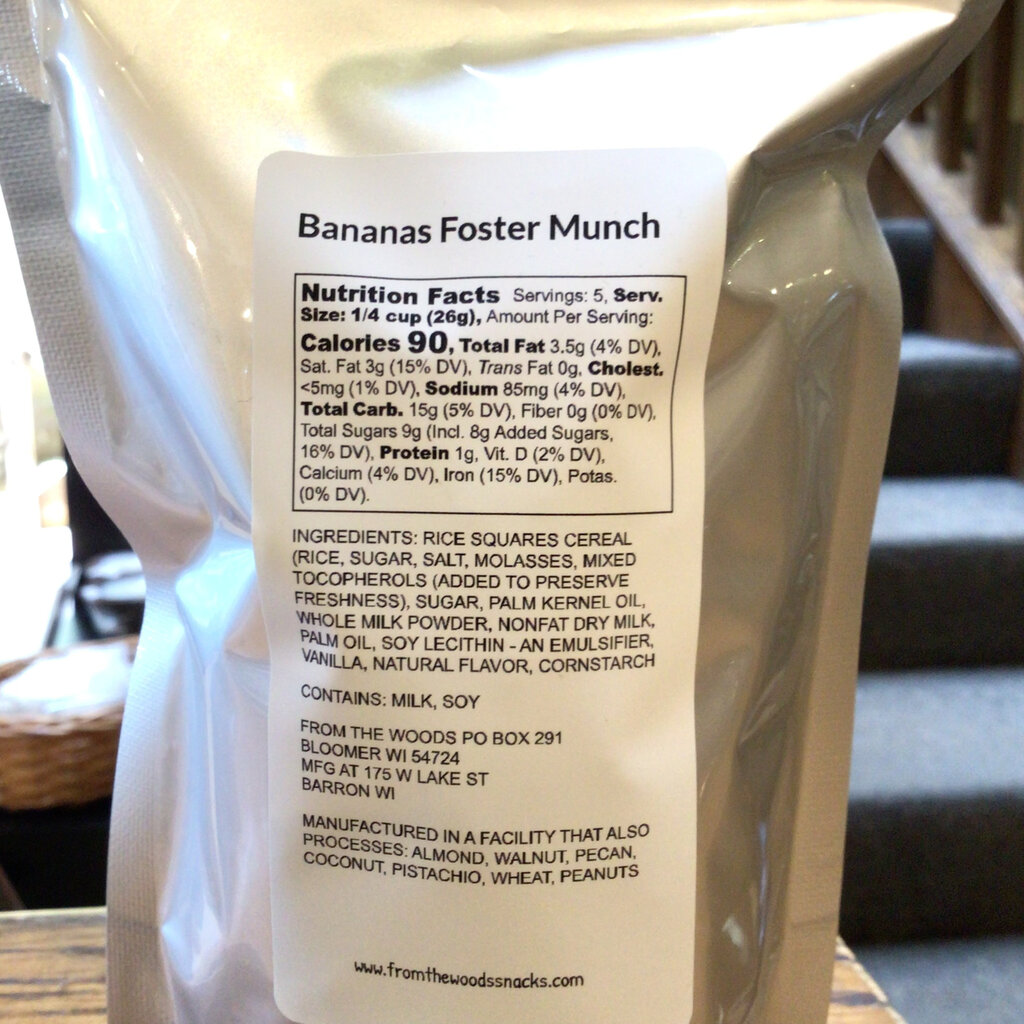 Bananas Foster Munch
Nutrition Facts Servings: 5, Serv.
Size: 1/4 cup (26g), Amount Per Serving:
Calories 90, Total Fat 3.5g (4% DV),
Sat. Fat 3g (15% DV), Trans Fat 0g, Cholest.
<5mg (1% DV), Sodium 85mg (4% DV),
Total Carb. 15g (5% DV), Fiber 0g (0% DV),
Total Sugars 9g (Incl. 8g Added Sugars,
16% DV), Protein 1g, Vit. D (2% DV),
Calcium (4% DV), Iron (15% DV), Potas.
(0% DV).
INGREDIENTS: RICE SQUARES CEREAL
(RICE, SUGAR, SALT, MOLASSES, MIXED
TOCOPHEROLS (ADDED TO PRESERVE
FRESHNESS), SUGAR, PALM KERNEL OIL,
WHOLE MILK POWDER, NONFAT DRY MILK,
PALM OIL, SOY LECITHIN - AN EMULSIFIER,
VANILLA, NATURAL FLAVOR, CORNSTARCH
CONTAINS: MILK, SOY
FROM THE WOODS PO BOX 291
BLOOMER WI 54724
MFG AT 175 W LAKE ST
BARRON WI
MANUFACTURED IN A FACILITY THAT ALSO
PROCESSES: ALMOND, WALNUT, PECAN,
COCONUT, PISTACHIO, WHEAT, PEANUTS
www.fromthewoodssnacks.com